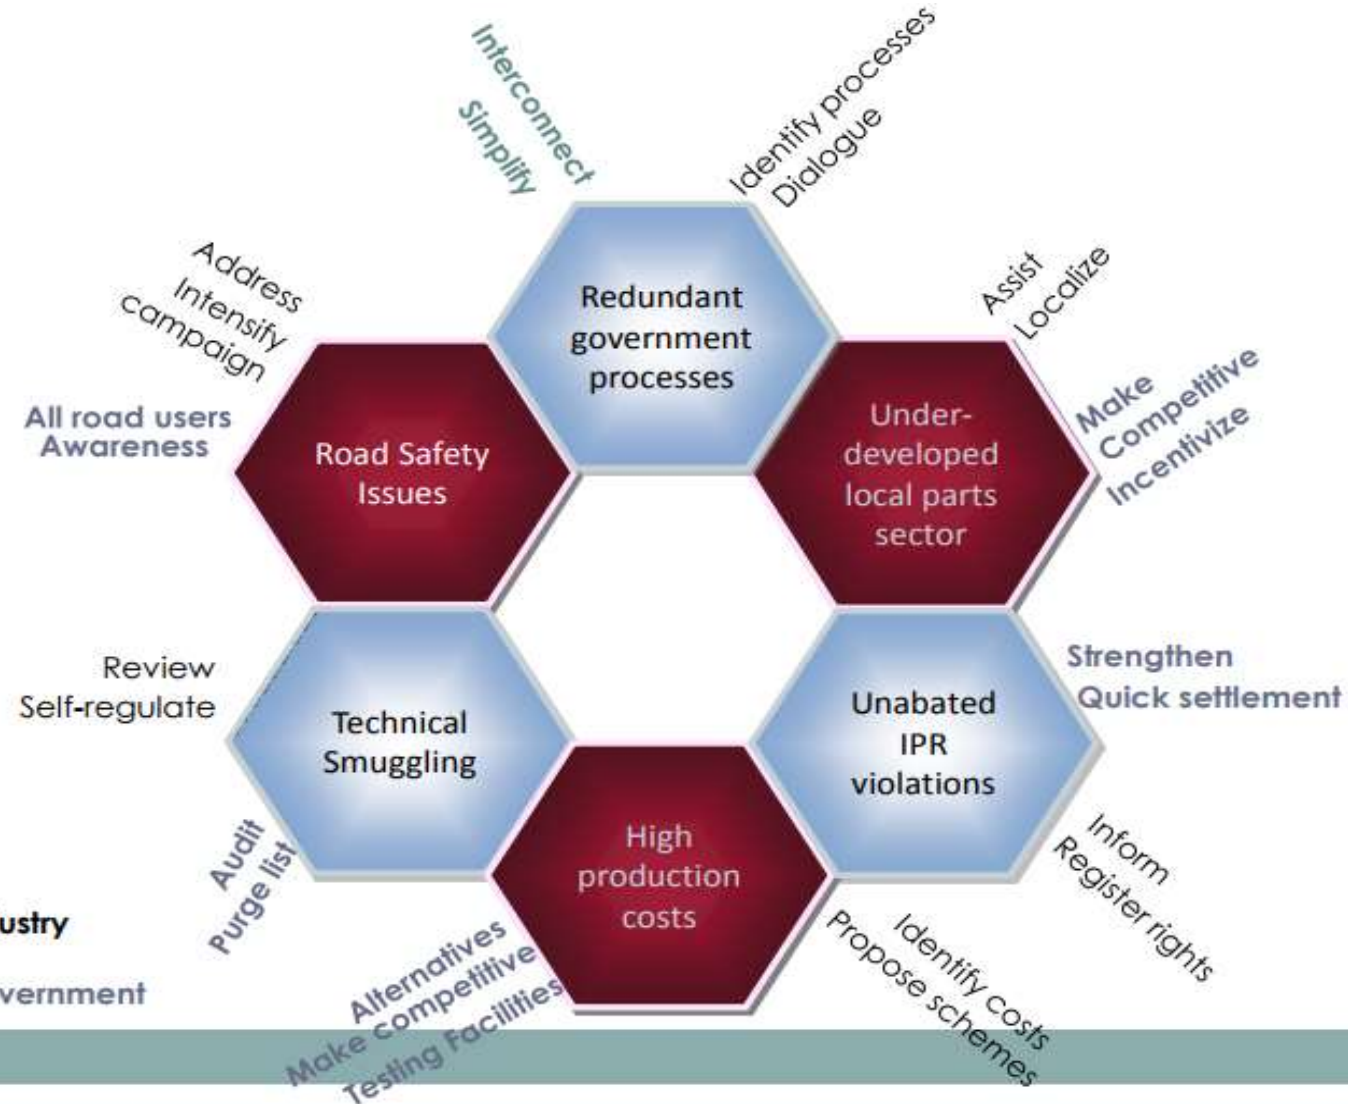 Interconnect
Simplify
Identify processes
Dialogue
Redundant
government
processes
Address
Intensify
campaign
All road users
Awareness
Road Safety
Issues
Assist
Localize
Make
Competitive
Incentivize
Under-
developed
local parts
sector
Review
Self-regulate
Technical
Smuggling
Audit
Purge list
Strengthen
Quick settlement
Unabated
IPR
violations
Inform
Register rights
High
production
costs
Alternatives
Make competitive
Testing Facilities
Identify costs
Propose schemes
ustry
vernment